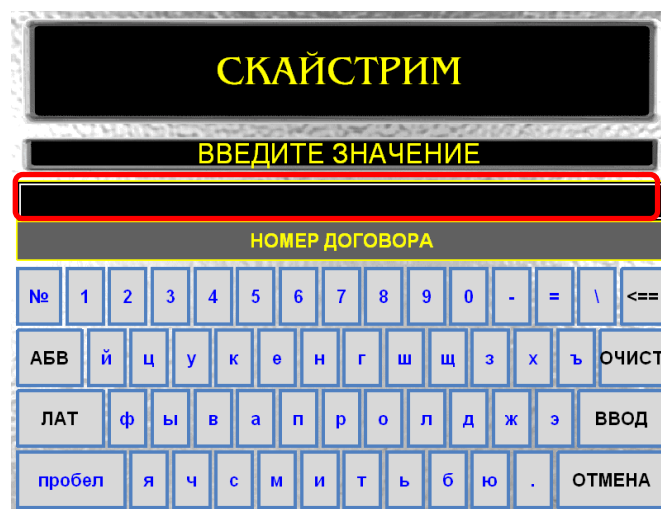 СКАЙСТРИМ
ВВЕДИТЕ ЗНАЧЕНИЕ
НОМЕР ДОГОВОРА
№ 1 2 3 4 5 6 7 8 9 0 - = \ <==
АБВ й ц у к е н г ш щ з х ъ ОЧИСТ
ЛАТ ф ы в а п р о л д ж э ВВОД
пробел я ч с м и т ь б ю . ОТМЕНА